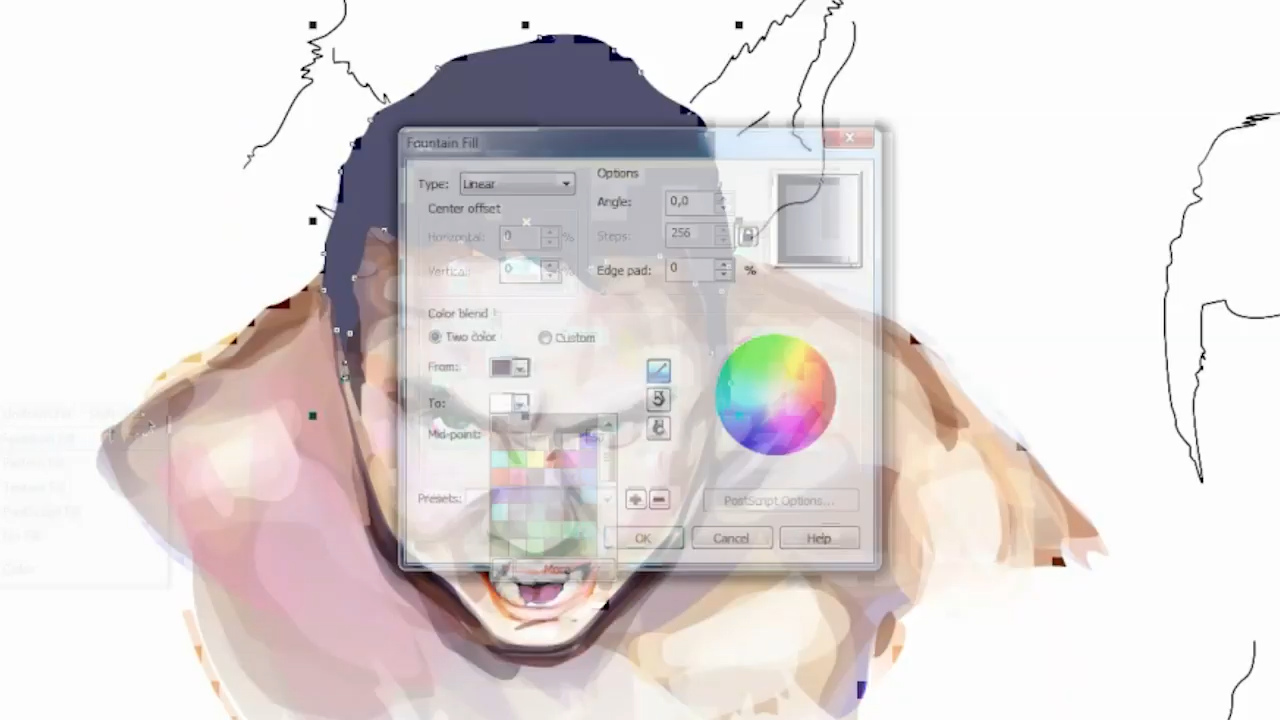 Fountain Fill
Type: Linear
Center offset
Horizontal: 0 %
Vertical: 0 %
Options
Angle: 0,0
Steps: 256
Edge pad: 0 %
Color blend
Two color
Custom
From:
To:
Mid-point:
Presets:
More
PostScript Options...
OK
Cancel
Help